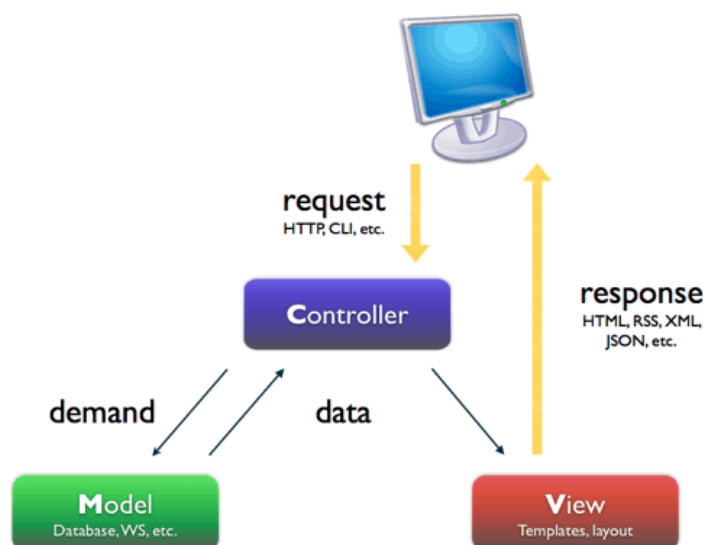 request
HTTP, CLI, etc.
Controller
response
HTML, RSS, XML,
JSON, etc.
demand
data
Model
Database, WS, etc.
View
Templates, layout